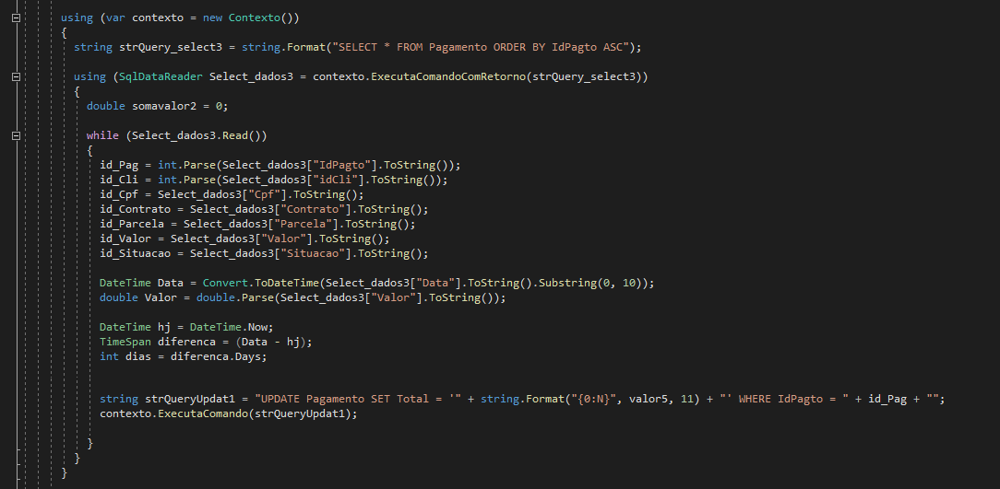 using (var contexto = new Contexto())
{
string strQuery_select3 = string.Format("SELECT * FROM Pagamento ORDER BY IdPagto ASC");
using (SqlDataReader Select_dados3 = contexto.ExecutaComandoComRetorno(strQuery_select3))
{
double somavalor2 = 0;
while (Select_dados3.Read())
{
id_Pag = int.Parse(Select_dados3["IdPagto"].ToString());
id_Cli = int.Parse(Select_dados3["idCli"].ToString());
id_Cpf = Select_dados3["Cpf"].ToString();
id_Contrato = Select_dados3["Contrato"].ToString();
id_Parcela = Select_dados3["Parcela"].ToString();
id_Valor = Select_dados3["Valor"].ToString();
id_Situacao = Select_dados3["Situacao"].ToString();
DateTime Data = Convert.ToDateTime(Select_dados3["Data"].ToString().Substring(0, 10));
double Valor = double.Parse(Select_dados3["Valor"].ToString());
DateTime hj = DateTime.Now;
TimeSpan diferenca = (Data - hj);
int dias = diferenca.Days;
string strQueryUpdat1 = "UPDATE Pagamento SET Total = '" + string.Format("{0:N}", valor5, 11) + "' WHERE IdPagto = " + id_Pag + "";
contexto.ExecutaComando(strQueryUpdat1);
}
}
}